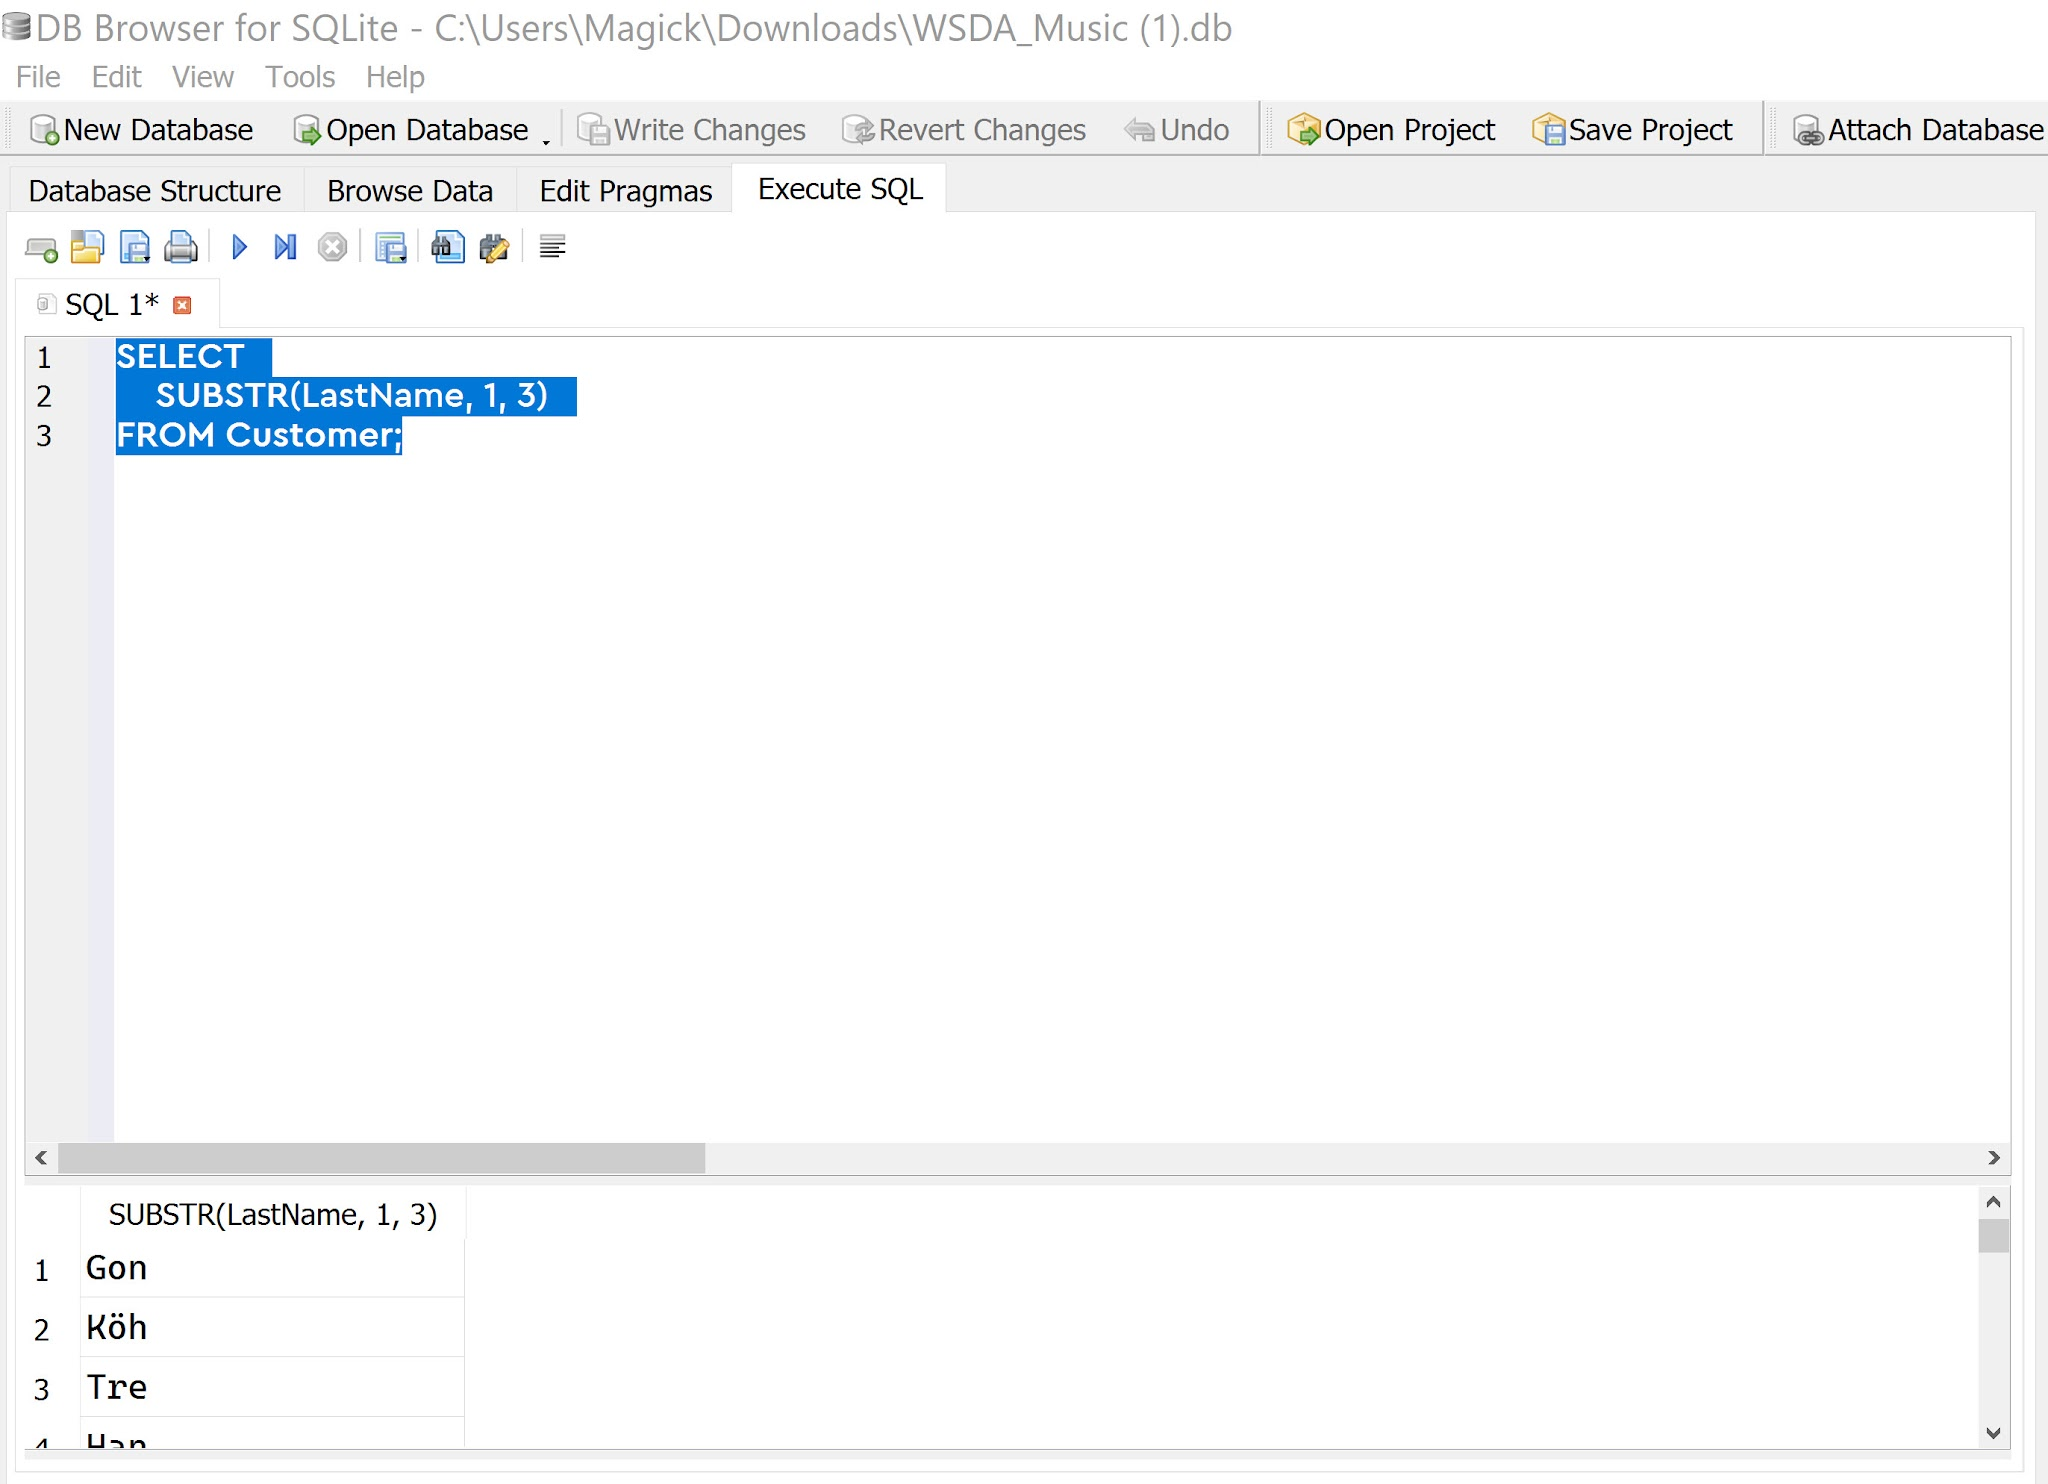 DB Browser for SQLite - C:\Users\Magick\Downloads\WSDA_Music (1).db
File Edit View Tools Help
New Database Open Database Write Changes Revert Changes Undo Open Project Save Project Attach Database
Database Structure Browse Data Edit Pragmas Execute SQL
SQL 1*
1 SELECT
2 SUBSTR(LastName, 1, 3)
3 FROM Customer;
SUBSTR(LastName, 1, 3)
1 Gon
2 Köh
3 Tre
4 Han